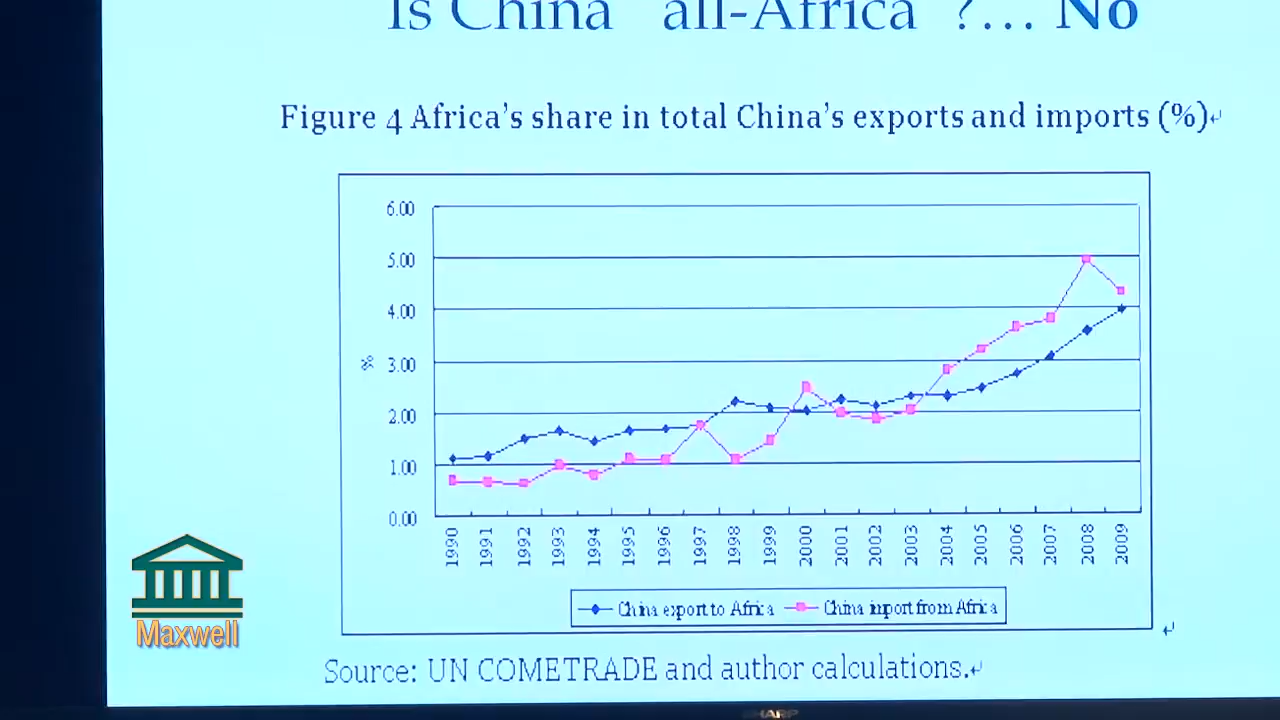 Is China "all-Africa"?... No
Figure 4 Africa's share in total China's exports and imports (%)
6.00
5.00
4.00
3.00
2.00
1.00
0.00
%
1990 1991 1992 1993 1994 1995 1996 1997 1998 1999 2000 2001 2002 2003 2004 2005 2006 2007 2008 2009
China export to Africa China import from Africa
Maxwell
Source: UN COMETRADE and author calculations.
SHARP